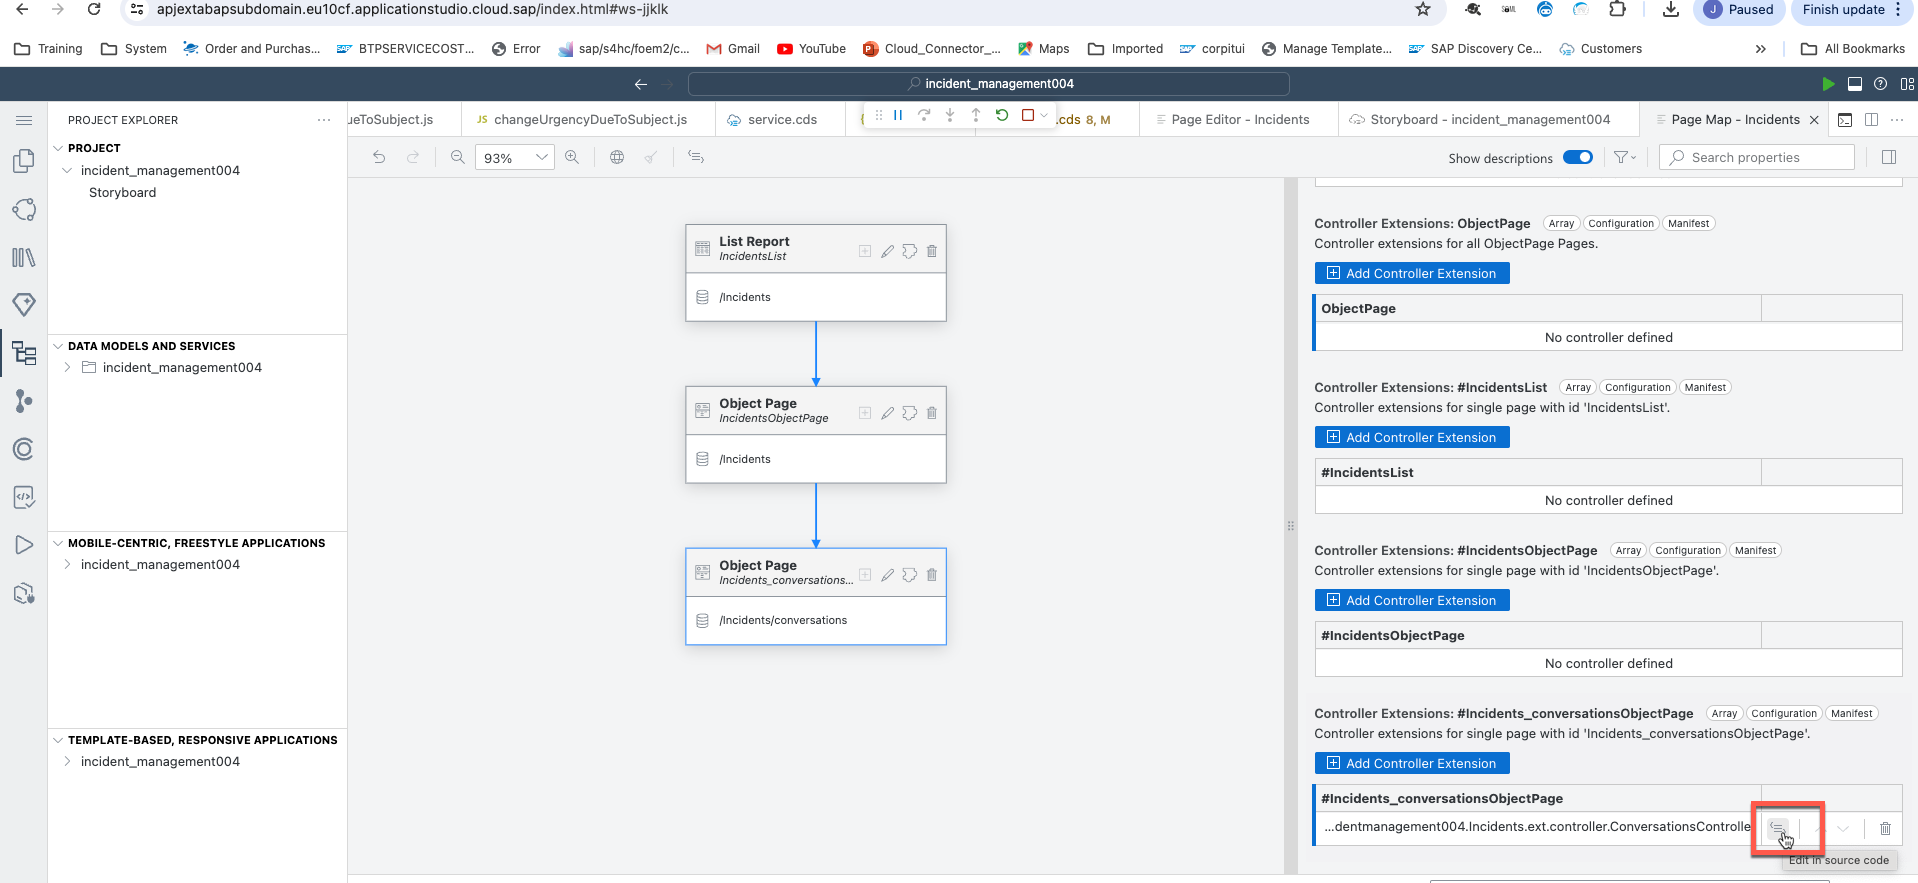 apjextabapsubdomain.eu10cf.applicationstudio.cloud.sap/index.html#ws-jjklk
J Paused
Finish update
Training
System
Order and Purchas...
BTPSERVICECOST...
Error
sap/s4hc/foem2/c...
Gmail
YouTube
Cloud_Connector_...
Maps
Imported
corpitui
Manage Template...
SAP Discovery Ce...
Customers
All Bookmarks
incident_management004
PROJECT EXPLORER
ueToSubject.js
JS changeUrgencyDueToSubject.js
service.cds
.cds 8, M
Page Editor - Incidents
Storyboard - incident_management004
Page Map - Incidents
PROJECT
incident_management004
Storyboard
93%
Show descriptions
Search properties
List Report
IncidentsList
/Incidents
Object Page
IncidentsObjectPage
/Incidents
Object Page
Incidents_conversations...
/Incidents/conversations
DATA MODELS AND SERVICES
incident_management004
MOBILE-CENTRIC, FREESTYLE APPLICATIONS
incident_management004
TEMPLATE-BASED, RESPONSIVE APPLICATIONS
incident_management004
Controller Extensions: ObjectPage Array Configuration Manifest
Controller extensions for all ObjectPage Pages.
Add Controller Extension
ObjectPage
No controller defined
Controller Extensions: #IncidentsList Array Configuration Manifest
Controller extensions for single page with id 'IncidentsList'.
Add Controller Extension
#IncidentsList
No controller defined
Controller Extensions: #IncidentsObjectPage Array Configuration Manifest
Controller extensions for single page with id 'IncidentsObjectPage'.
Add Controller Extension
#IncidentsObjectPage
No controller defined
Controller Extensions: #Incidents_conversationsObjectPage Array Configuration Manifest
Controller extensions for single page with id 'Incidents_conversationsObjectPage'.
Add Controller Extension
#Incidents_conversationsObjectPage
...dentmanagement004.Incidents.ext.controller.ConversationsControlle
Edit in source code